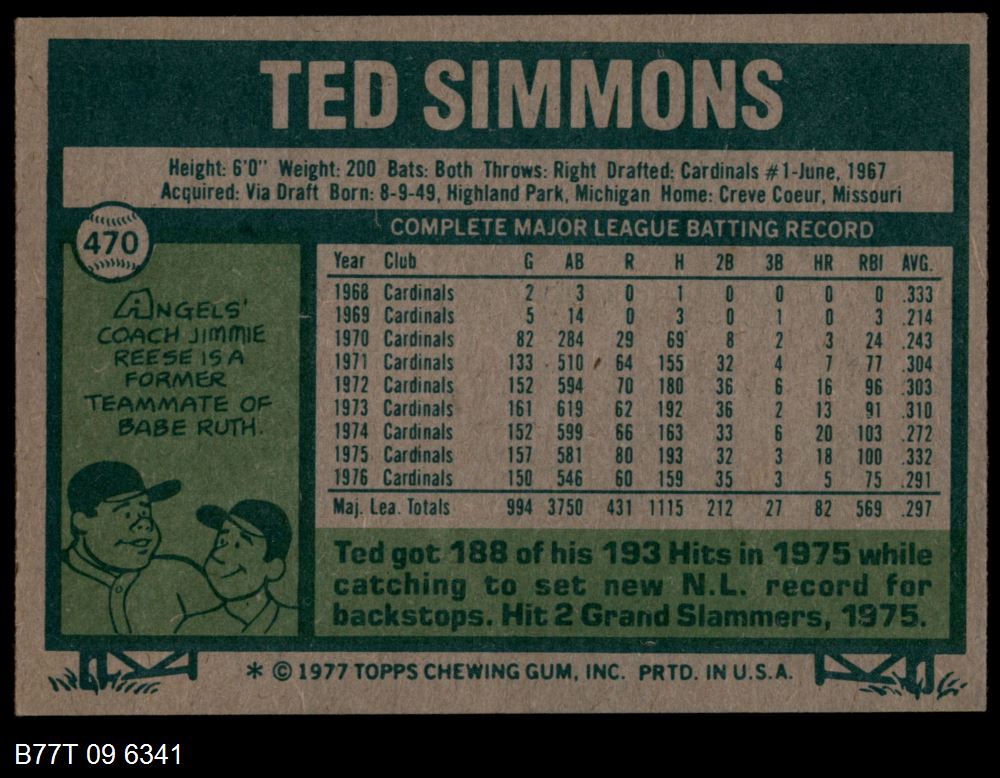 TED SIMMONS
Height: 6'0" Weight: 200 Bats: Both Throws: Right Drafted: Cardinals #1-June, 1967
Acquired: Via Draft Born: 8-9-49, Highland Park, Michigan Home: Creve Coeur, Missouri
470
COMPLETE MAJOR LEAGUE BATTING RECORD
ANGELS'
COACH JIMMIE
REESE IS A
FORMER
TEAMMATE OF
BABE RUTH.
Year Club G AB R H 2B 3B HR RBI AVG.
1968 Cardinals 2 3 0 1 0 0 0 0 .333
1969 Cardinals 5 14 0 3 0 1 0 3 .214
1970 Cardinals 82 284 29 69 8 2 3 24 .243
1971 Cardinals 133 510 64 155 32 4 7 77 .304
1972 Cardinals 152 594 70 180 36 6 16 96 .303
1973 Cardinals 161 619 62 192 36 2 13 91 .310
1974 Cardinals 152 599 66 163 33 6 20 103 .272
1975 Cardinals 157 581 80 193 32 3 18 100 .332
1976 Cardinals 150 546 60 159 35 3 5 75 .291
Maj. Lea. Totals 994 3750 431 1115 212 27 82 569 .297
Ted got 188 of his 193 Hits in 1975 while
catching to set new N.L. record for
backstops. Hit 2 Grand Slammers, 1975.
* © 1977 TOPPS CHEWING GUM, INC. PRTD. IN U.S.A.
B77T 09 6341